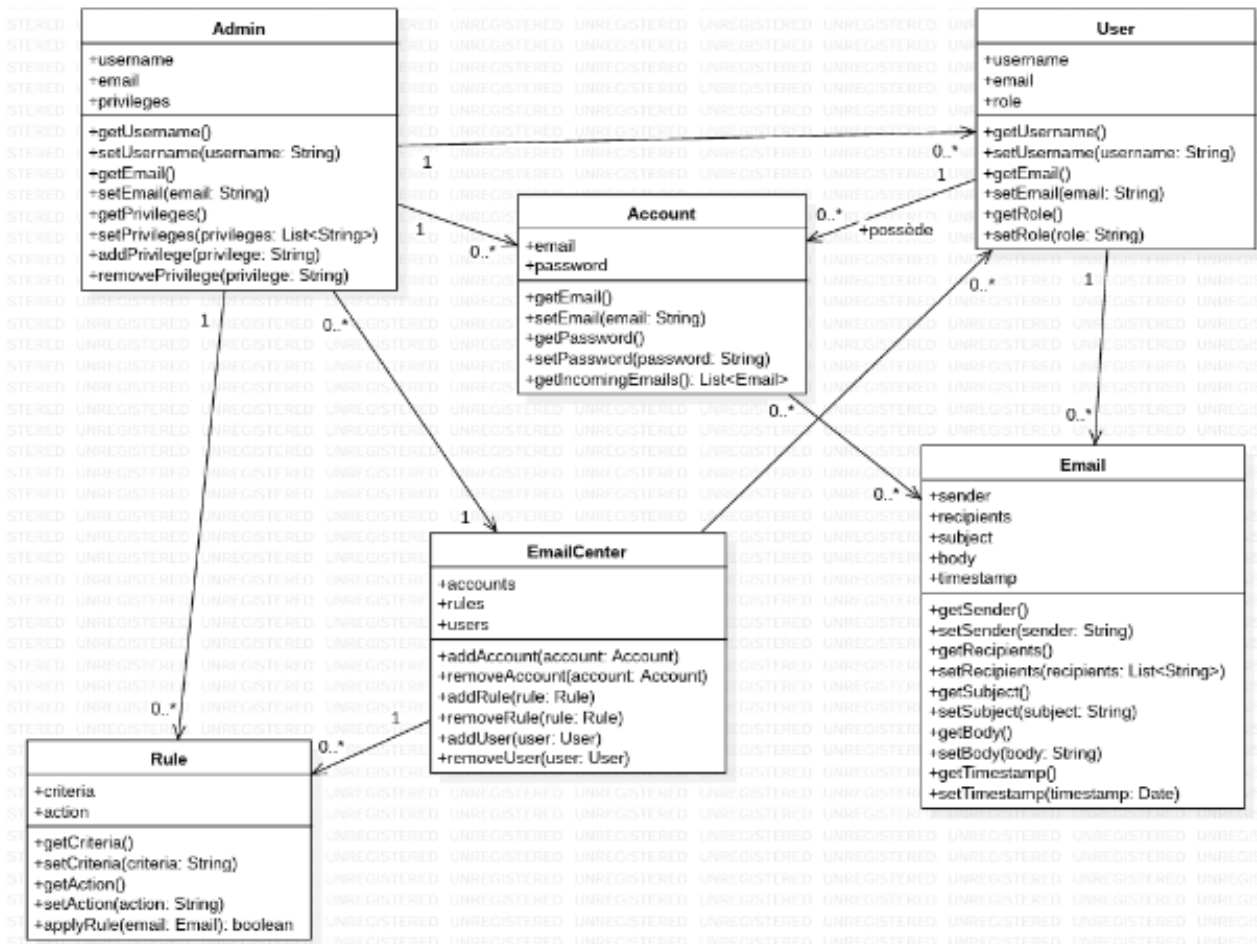 Admin
+username
+email
+privileges
+getUsername()
+setUsername(username: String)
+getEmail()
+setEmail(email: String)
+getPrivileges()
+setPrivileges(privileges: List<String>)
+addPrivilege(privilege: String)
+removePrivilege(privilege: String)
User
+username
+email
+role
+getUsername()
+setUsername(username: String)
+getEmail()
+setEmail(email: String)
+getRole()
+setRole(role: String)
1
0..*
1
0..*
1
0..*
+possède
Account
+email
+password
+getEmail()
+setEmail(email: String)
+getPassword()
+setPassword(password: String)
+getIncomingEmails(): List<Email>
1
0..*
0..*
1
0..*
0..*
0..*
1
EmailCenter
+accounts
+rules
+users
+addAccount(account: Account)
+removeAccount(account: Account)
+addRule(rule: Rule)
+removeRule(rule: Rule)
+addUser(user: User)
+removeUser(user: User)
Email
+sender
+recipients
+subject
+body
+timestamp
+getSender()
+setSender(sender: String)
+getRecipients()
+setRecipients(recipients: List<String>)
+getSubject()
+setSubject(subject: String)
+getBody()
+setBody(body: String)
+getTimestamp()
+setTimestamp(timestamp: Date)
0..*
1
0..*
Rule
+criteria
+action
+getCriteria()
+setCriteria(criteria: String)
+getAction()
+setAction(action: String)
+applyRule(email: Email): boolean
UNREGISTERED